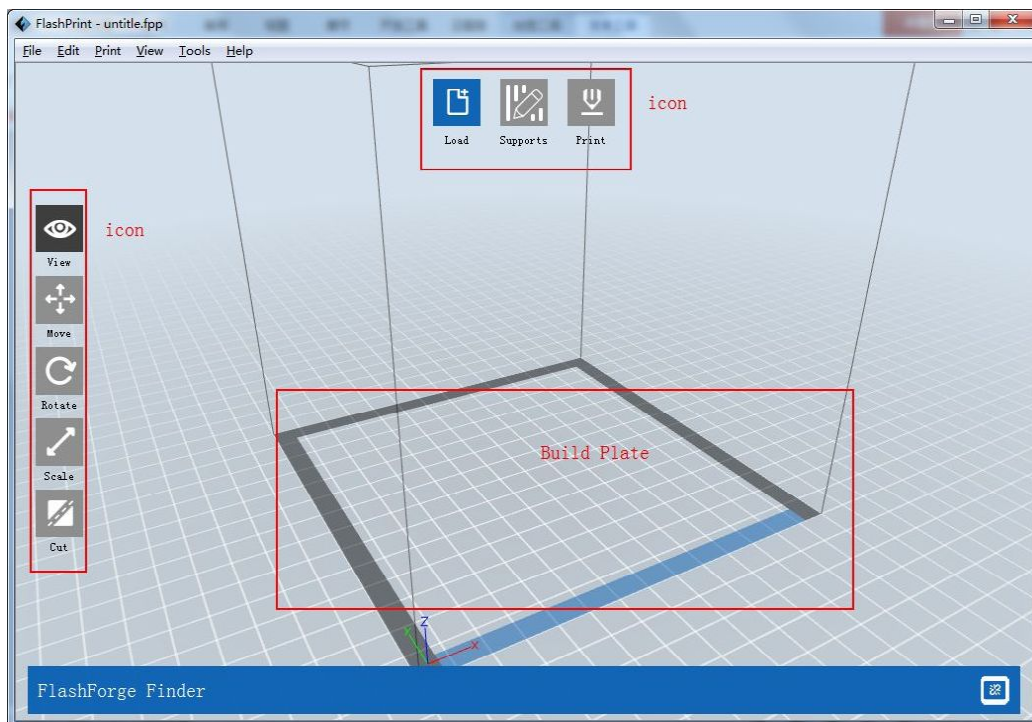 FlashPrint - untitle.fpp
File Edit Print View Tools Help
Load Supports Print
icon
icon
View
Move
Rotate
Scale
Cut
Build Plate
Z
Y
X
FlashForge Finder